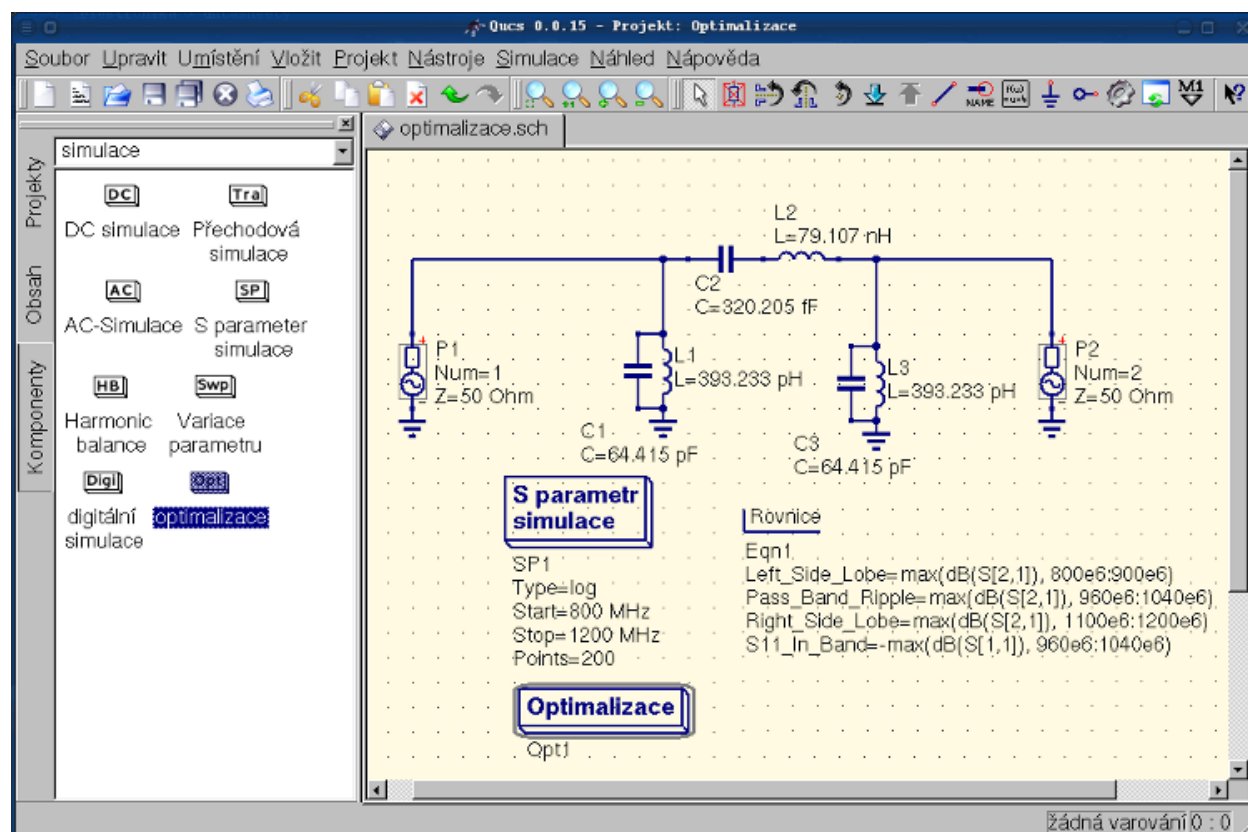 Qucs 0.0.15 - Projekt: Optimalizace
Soubor Upravit Umístění Vložit Projekt Nástroje Simulace Náhled Nápověda
NAME
M1
optimalizace.sch
Projekty
Obsah
Komponenty
simulace
DC
Tra
DC simulace
Přechodová
simulace
AC
SP
AC-Simulace
S parameter
simulace
HB
Swp
Harmonic
balance
Variace
parametru
Digi
Opt
digitální
simulace
optimalizace
L2
L=79.107 nH
C2
C=320.205 fF
P1
Num=1
Z=50 Ohm
L1
L=393.233 pH
C1
C=64.415 pF
L3
L=393.233 pH
C3
C=64.415 pF
P2
Num=2
Z=50 Ohm
S parametr
simulace
SP1
Type=log
Start=800 MHz
Stop=1200 MHz
Points=200
Rovnice
Eqn1
Left_Side_Lobe=max(dB(S[2,1]), 800e6:900e6)
Pass_Band_Ripple=max(dB(S[2,1]), 960e6:1040e6)
Right_Side_Lobe=max(dB(S[2,1]), 1100e6:1200e6)
S11_In_Band=-max(dB(S[1,1]), 960e6:1040e6)
Optimalizace
Opt1
žádná varování 0 : 0